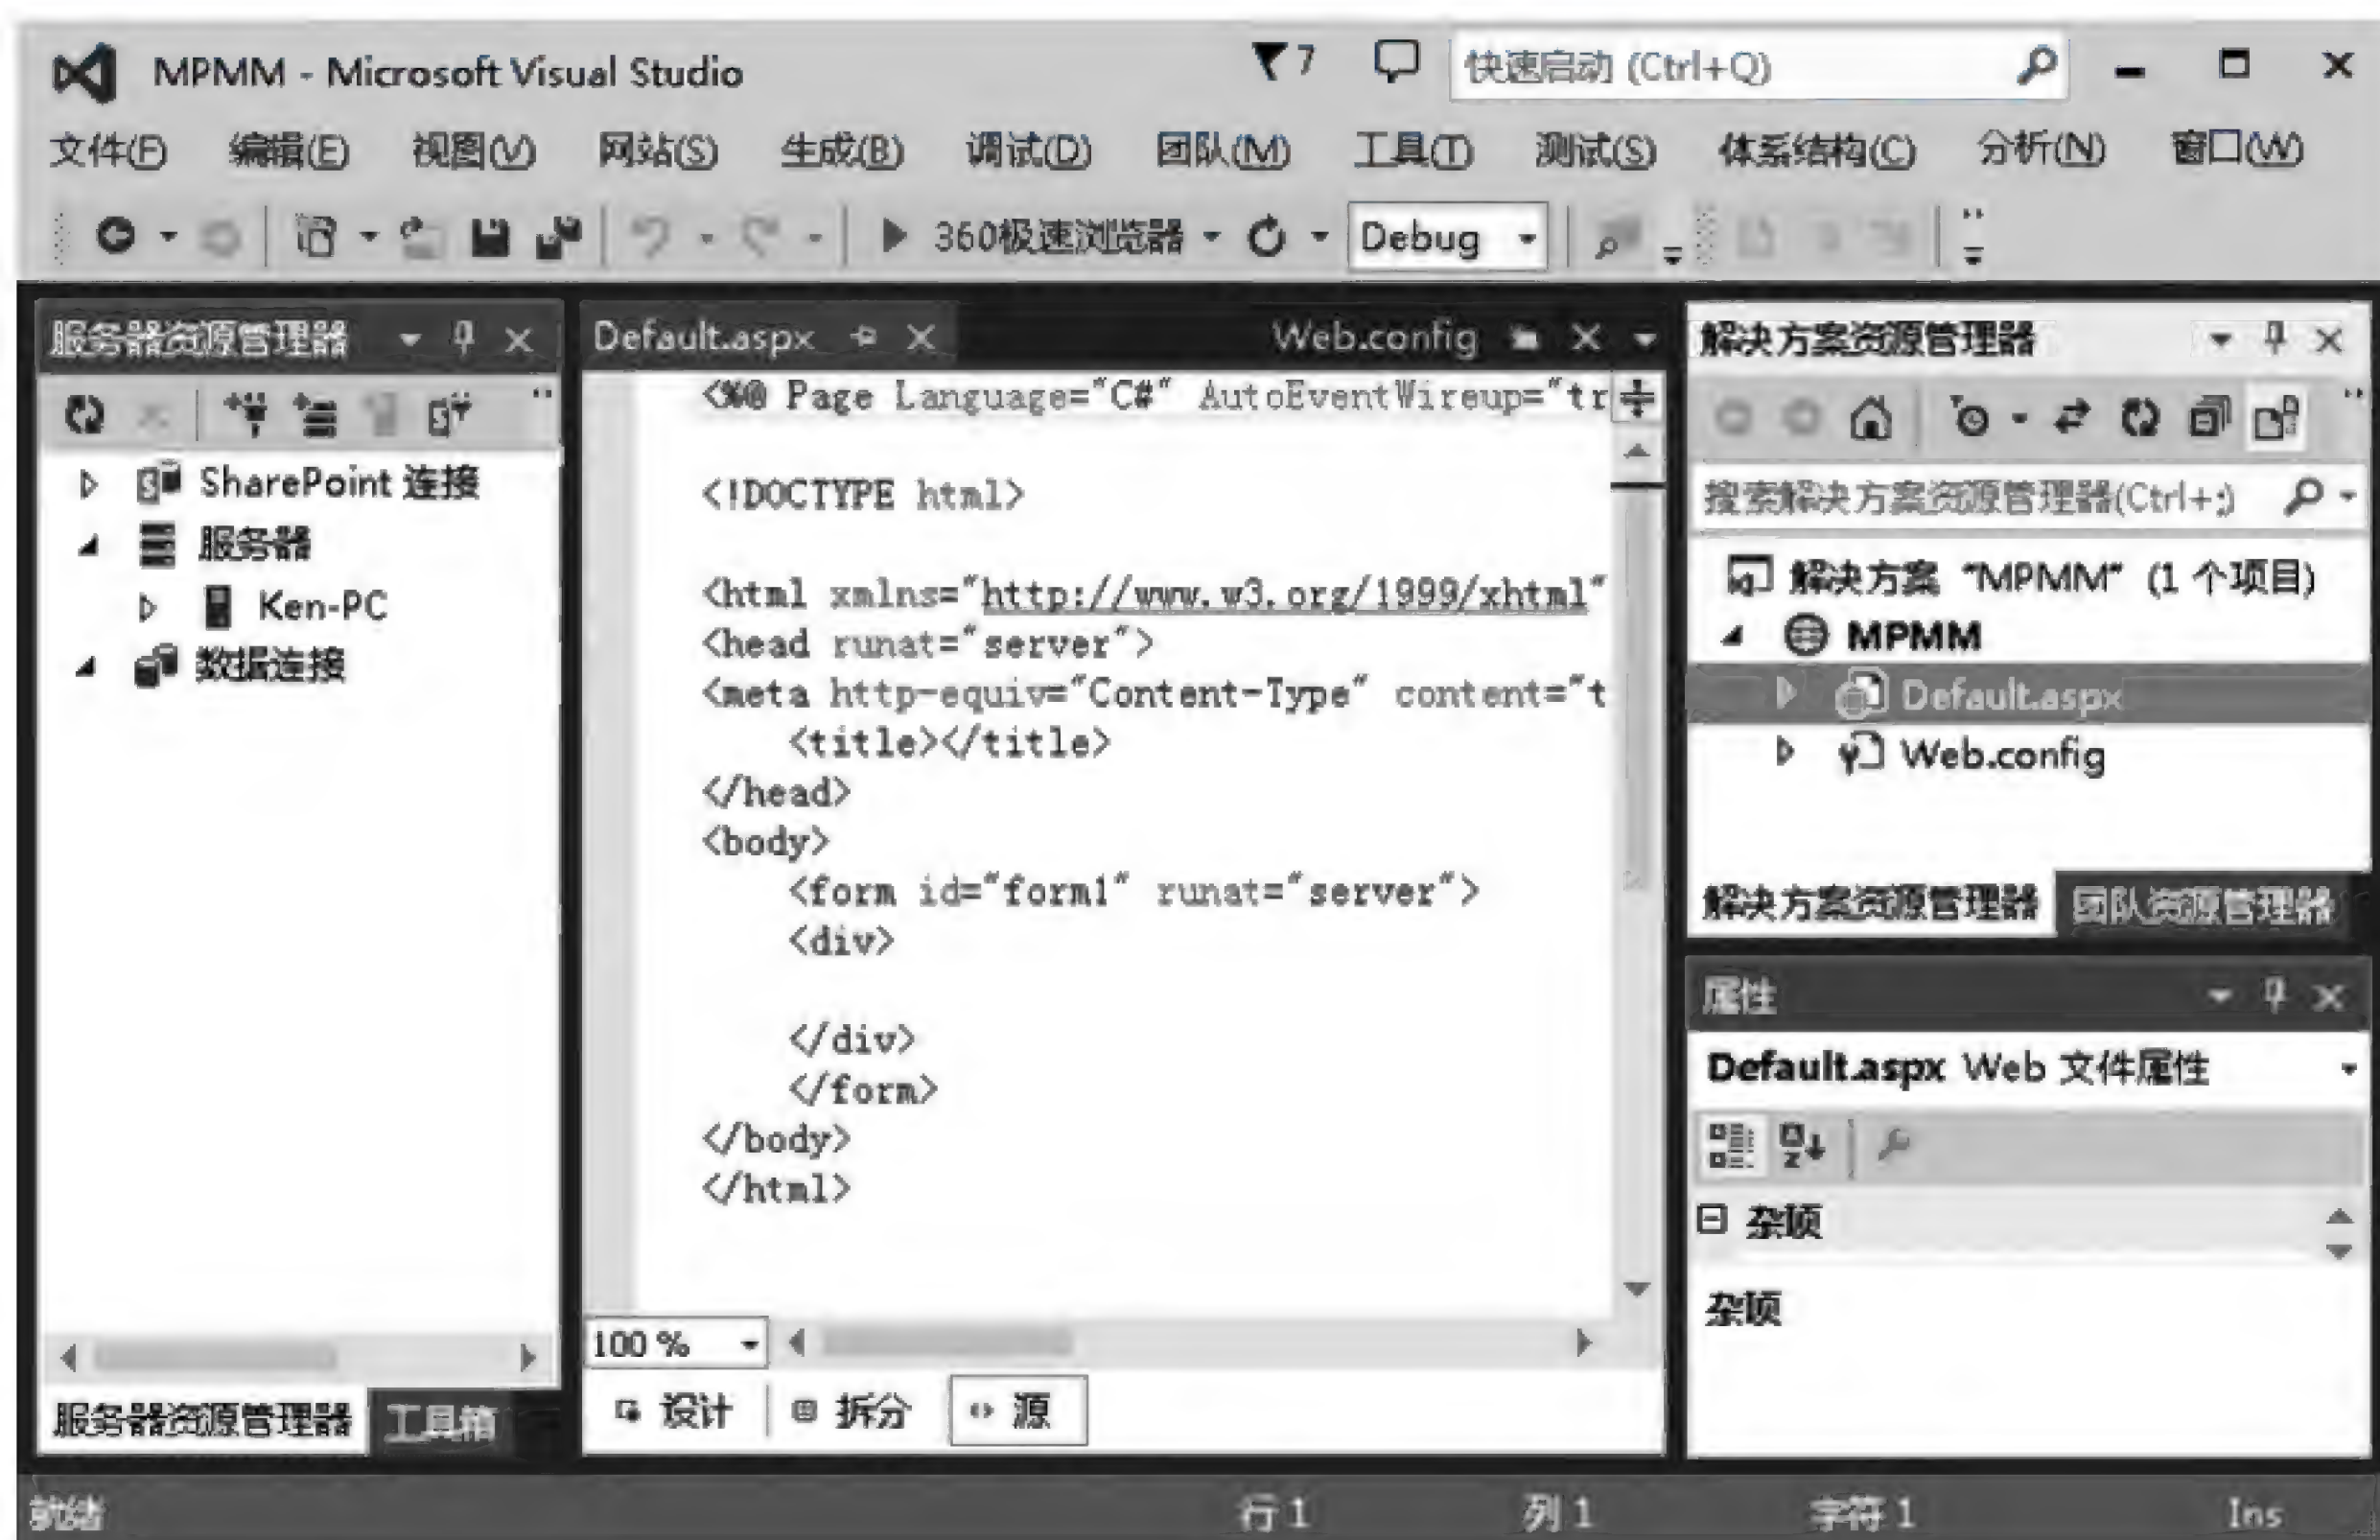 MPMM - Microsoft Visual Studio 7 快速启动 (Ctrl+Q)
文件(F) 编辑(E) 视图(V) 网站(S) 生成(B) 调试(D) 团队(M) 工具(T) 测试(S) 体系结构(C) 分析(N) 窗口(W)
360极速浏览器 Debug
服务器资源管理器
SharePoint 连接
服务器
Ken-PC
数据连接
服务器资源管理器 工具箱
Default.aspx Web.config
<%@ Page Language="C#" AutoEventWireup="tr
<!DOCTYPE html>
<html xmlns="http://www.w3.org/1999/xhtml"
<head runat="server">
<meta http-equiv="Content-Type" content="t
<title></title>
</head>
<body>
<form id="form1" runat="server">
<div>
</div>
</form>
</body>
</html>
100 %
设计 拆分 源
解决方案资源管理器
搜索解决方案资源管理器(Ctrl+;)
解决方案 "MPMM" (1 个项目)
MPMM
Default.aspx
Web.config
解决方案资源管理器 团队资源管理器
属性
Default.aspx Web 文件属性
杂项
杂项
就绪 行 1 列 1 字符 1 Ins